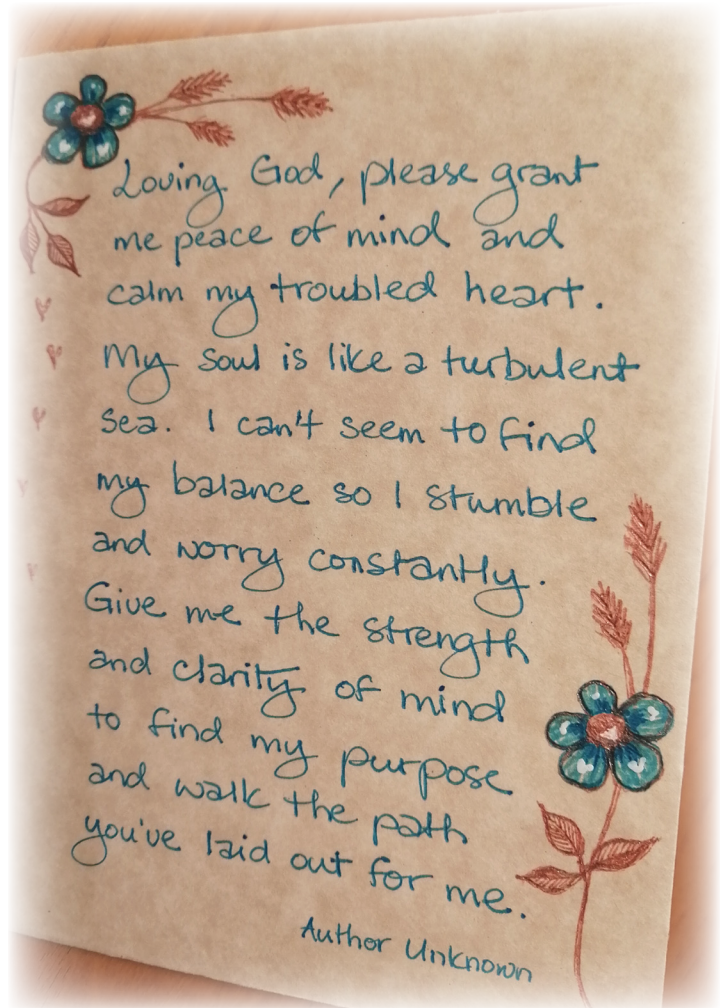 Loving God, please grant
me peace of mind and
calm my troubled heart.
My soul is like a turbulent
sea. I can't seem to find
my balance so I stumble
and worry constantly.
Give me the strength
and clarity of mind
to find my purpose
and walk the path
you've laid out for me.
Author Unknown